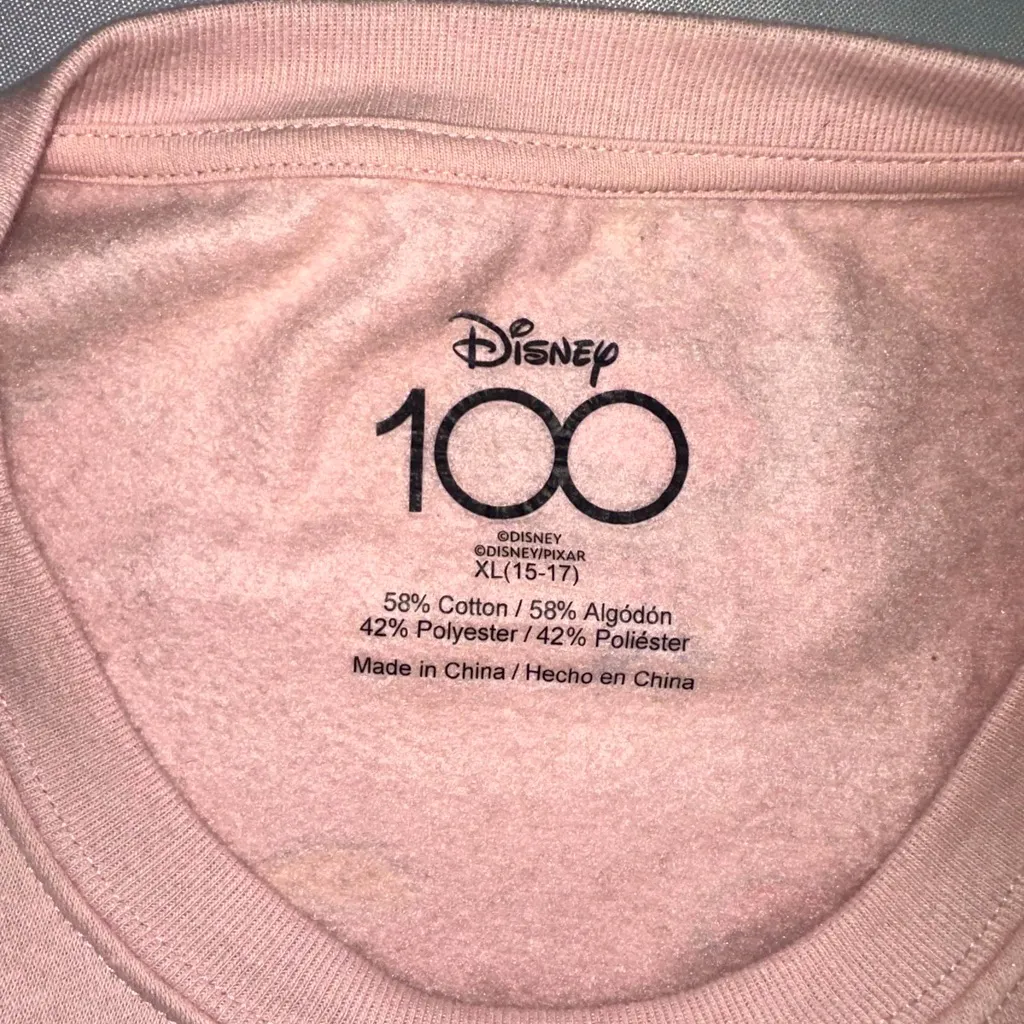 Disney
100
©DISNEY
©DISNEY/PIXAR
XL(15-17)
58% Cotton / 58% Algódón
42% Polyester / 42% Poliéster
Made in China / Hecho en China